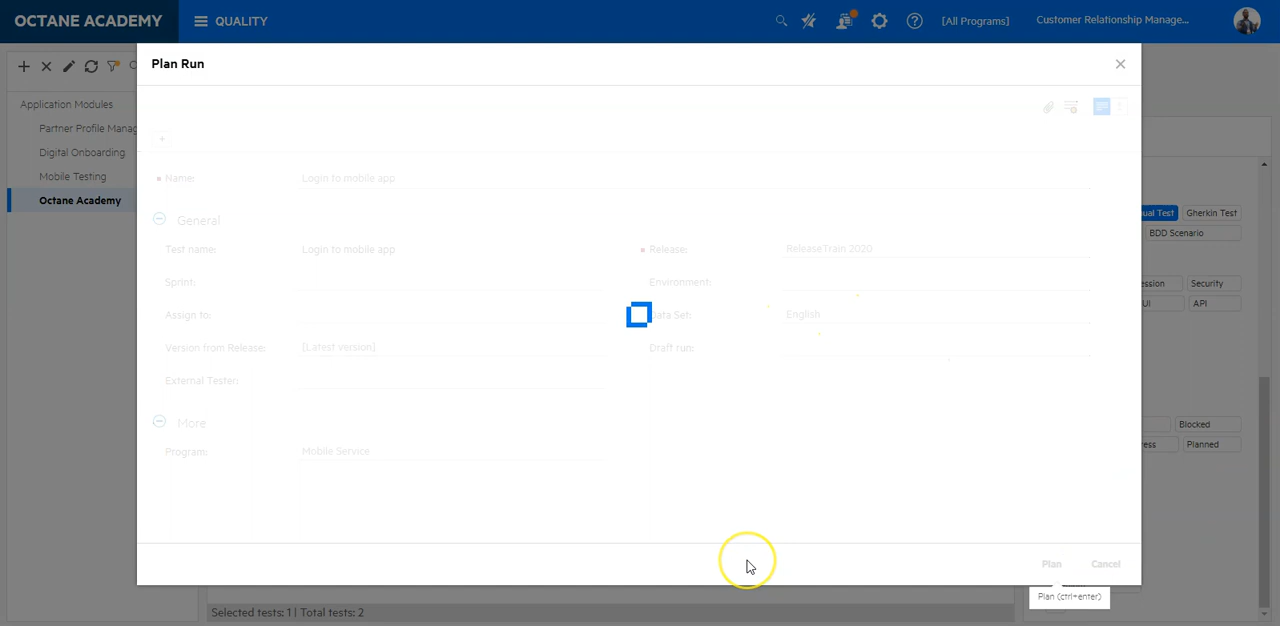 OCTANE ACADEMY
QUALITY
[All Programs]
Customer Relationship Manage...
Plan Run
Application Modules
Partner Profile Manag
Digital Onboarding
Mobile Testing
Octane Academy
Name:
Login to mobile app
General
Test name:
Login to mobile app
Release:
ReleaseTrain 2020
Sprint:
Environment:
Assign to:
ata Set:
English
Version from Release:
[Latest version]
Draft run:
External Tester:
More
Program:
Mobile Service
ual Test
Gherkin Test
BDD Scenario
ession
Security
UI
API
Blocked
ess
Planned
Plan
Cancel
Plan (ctrl+enter)
Selected tests: 1 | Total tests: 2